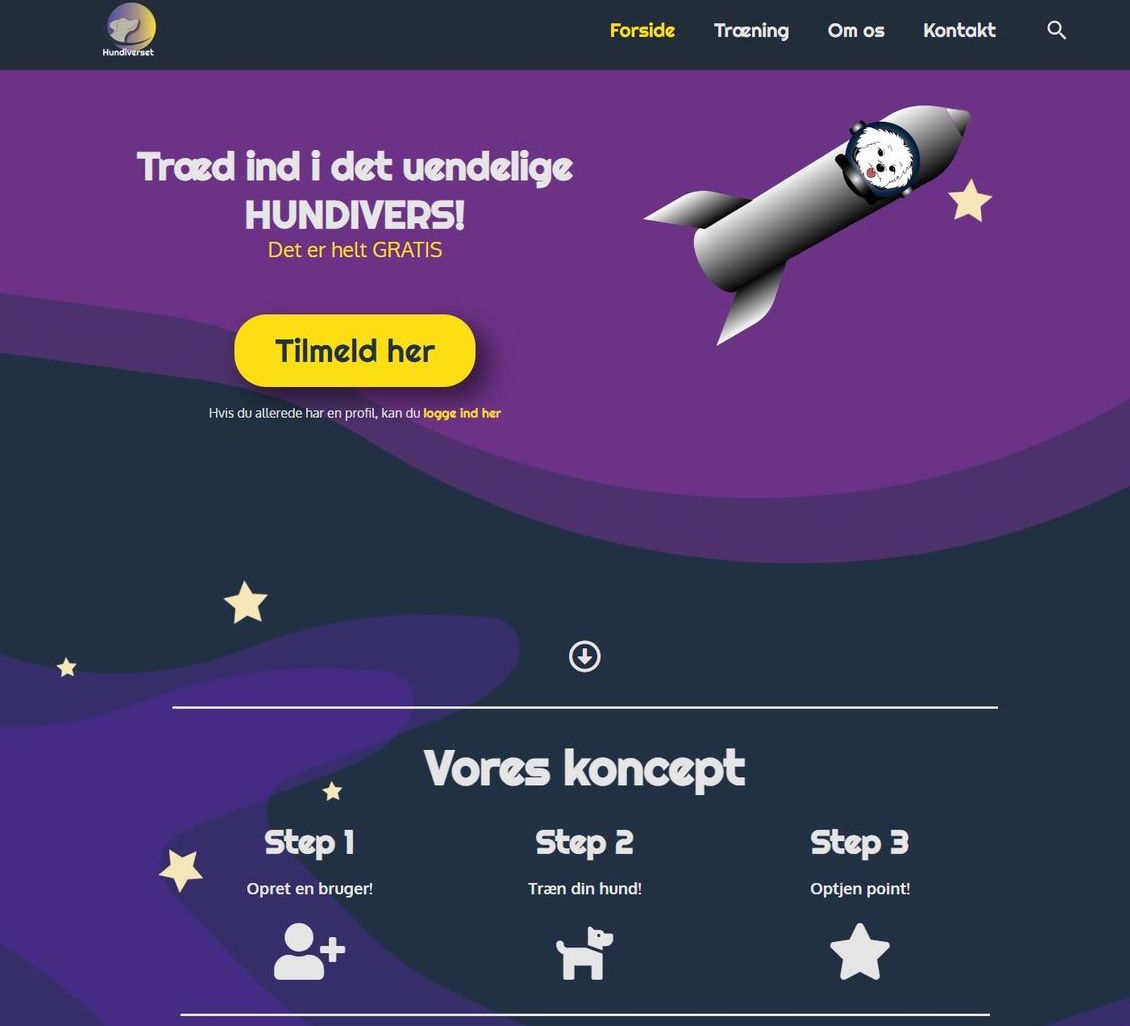 Hundiverset
Forside
Træning
Om os
Kontakt
Træd ind i det uendelige
HUNDIVERS!
Det er helt GRATIS
Tilmeld her
Hvis du allerede har en profil, kan du logge ind her
Vores koncept
Step 1
Opret en bruger!
Step 2
Træn din hund!
Step 3
Optjen point!